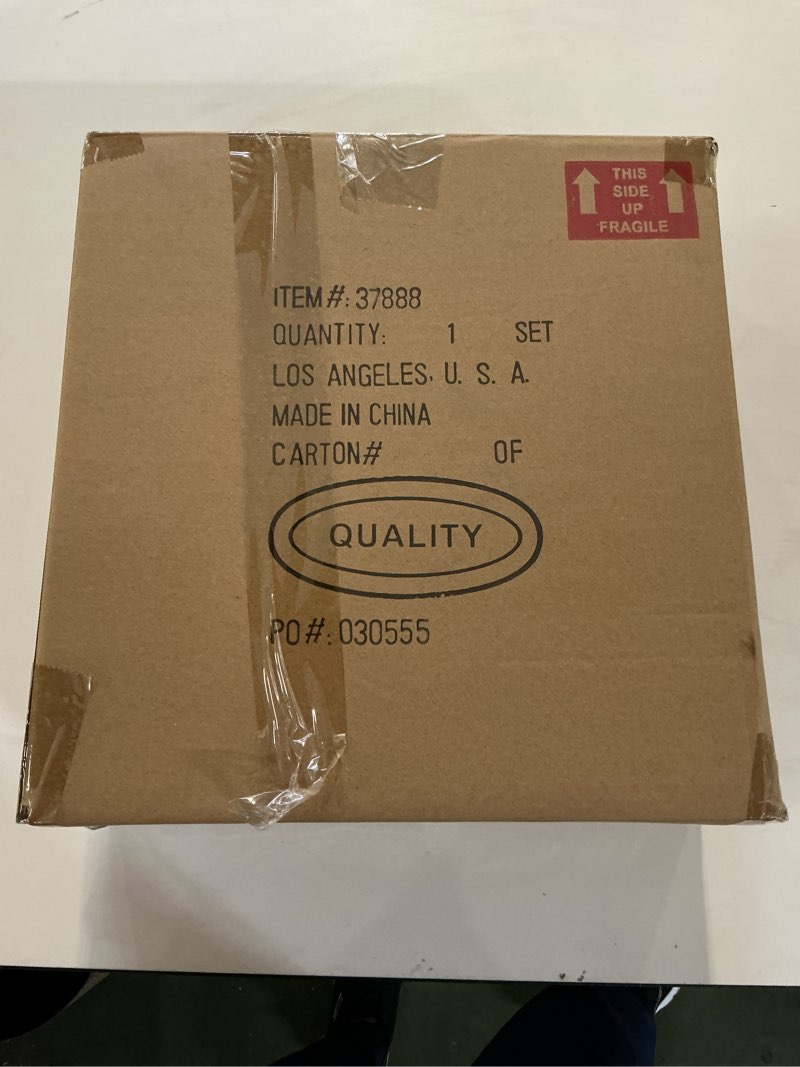 THIS
SIDE
UP
FRAGILE
ITEM#: 37888
QUANTITY: 1 SET
LOS ANGELES, U. S. A.
MADE IN CHINA
CARTON# OF
QUALITY
PO#: 030555